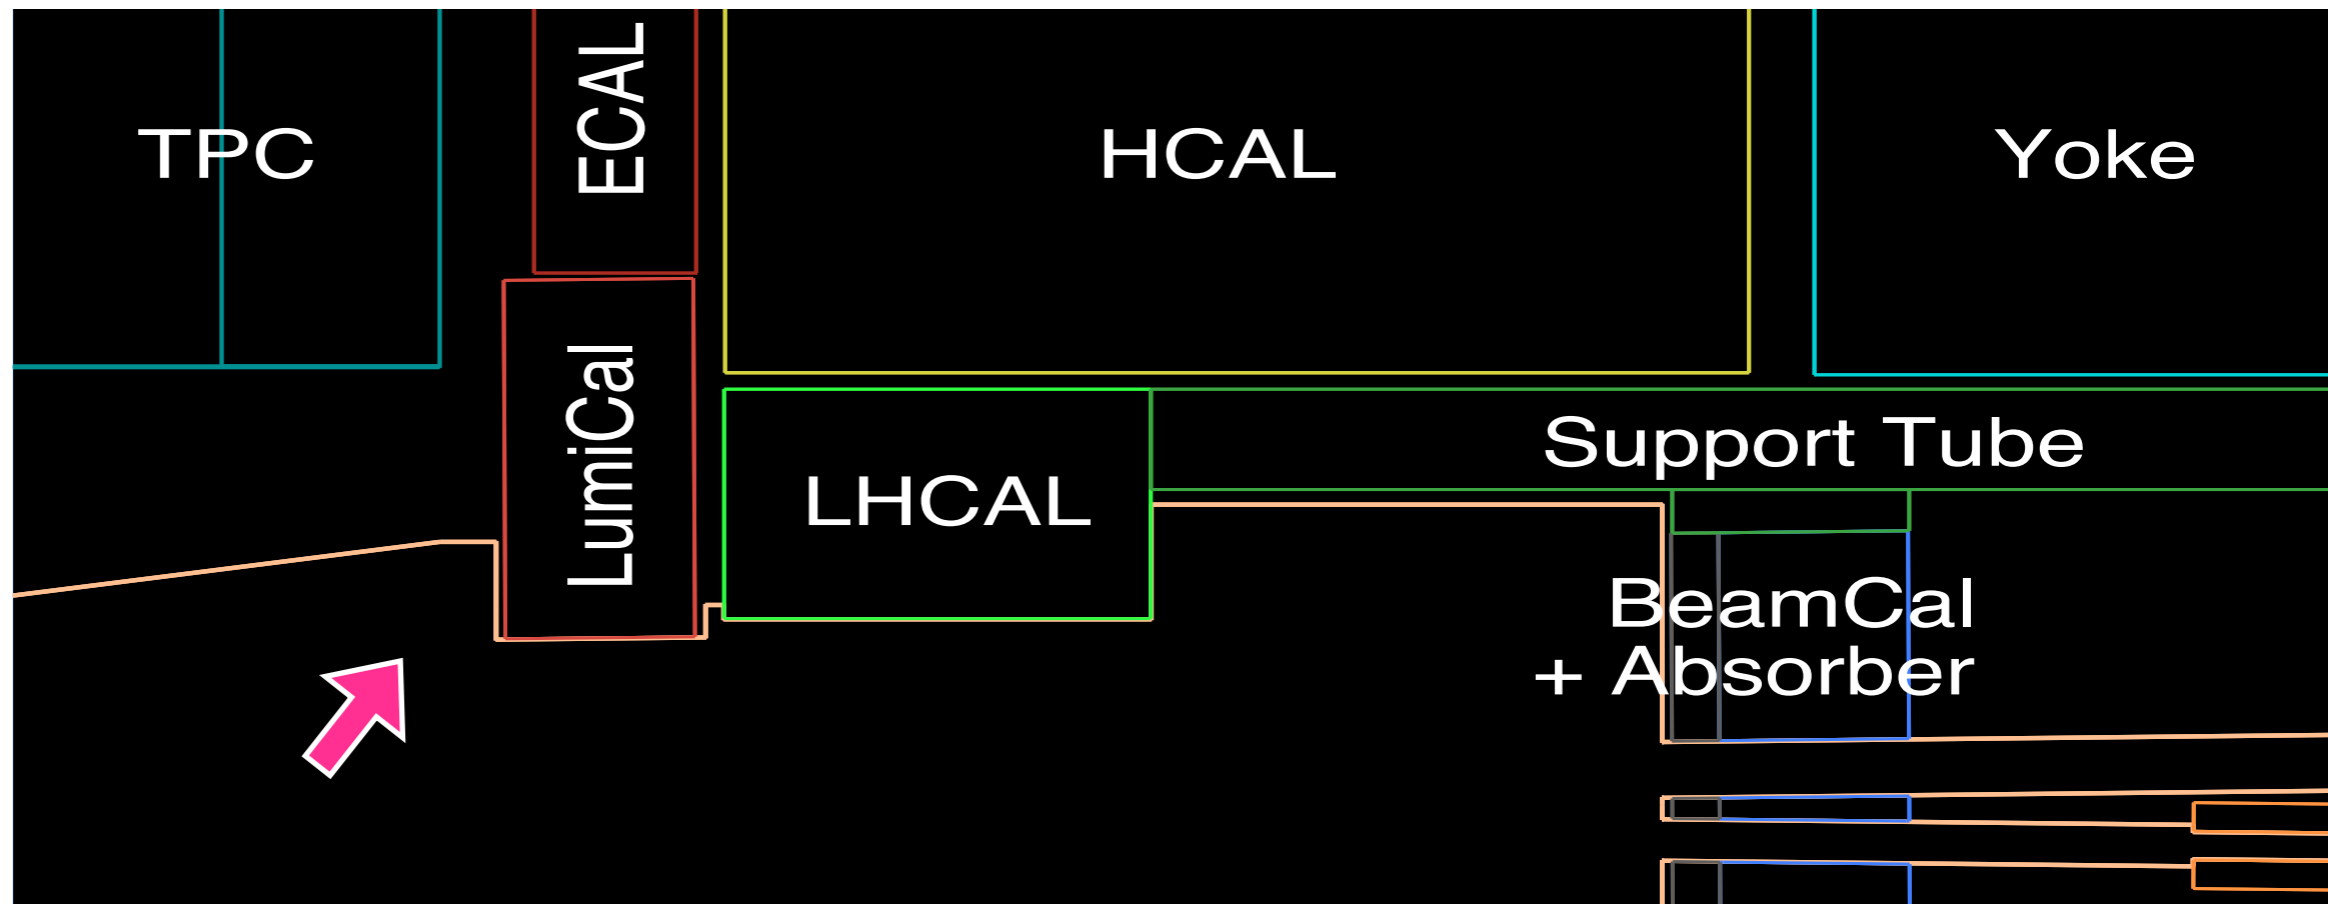 TPC
ECAL
HCAL
Yoke
LumiCal
LHCAL
Support Tube
BeamCal
+ Absorber